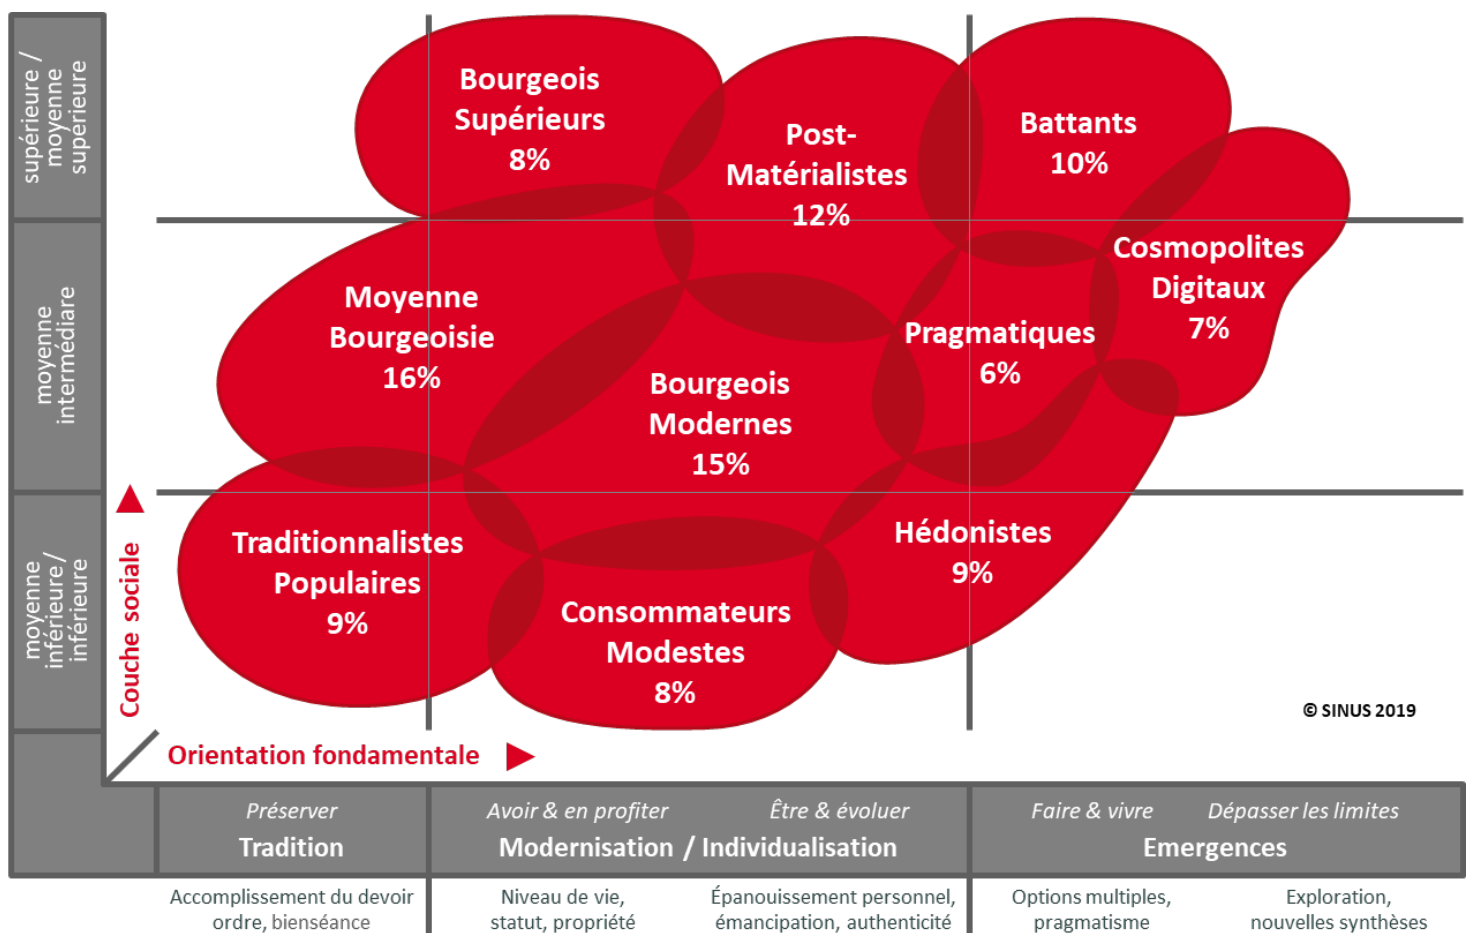 supérieure /
moyenne
superieure
moyenne
intermédiare
moyenne
inférieure /
inférieure
Couche sociale
Bourgeois
Supérieurs
8%
Post-
Matérialistes
12%
Battants
10%
Cosmopolites
Digitaux
7%
Moyenne
Bourgeoisie
16%
Pragmatiques
6%
Bourgeois
Modernes
15%
Traditionnalistes
Populaires
9%
Hédonistes
9%
Consommateurs
Modestes
8%
© SINUS 2019
Orientation fondamentale
Préserver
Tradition
Avoir & en profiter
Être & évoluer
Modernisation / Individualisation
Faire & vivre
Dépasser les limites
Emergences
Accomplissement du devoir
ordre, bienséance
Niveau de vie,
statut, propriété
Épanouissement personnel,
émancipation, authenticité
Options multiples,
pragmatisme
Exploration,
nouvelles synthèses